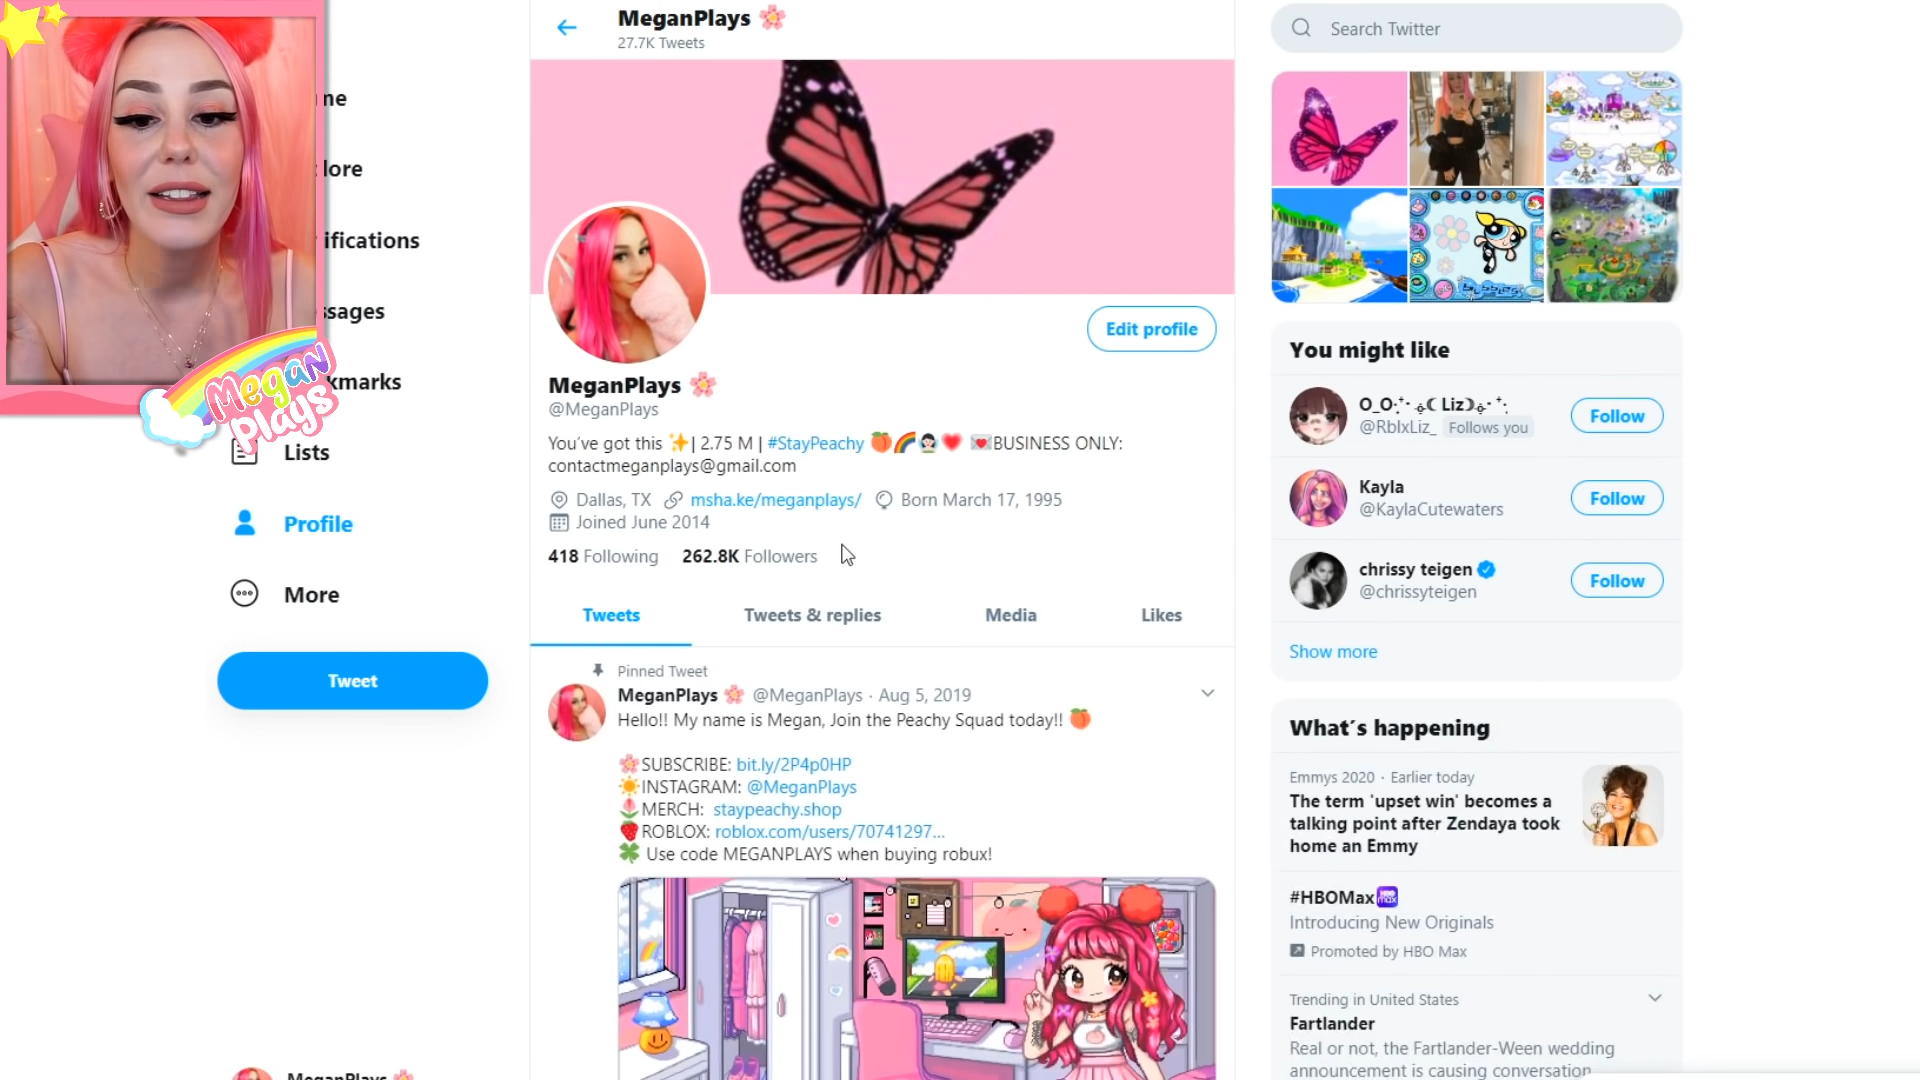 MeganPlays 🌸
27.7K Tweets
Search Twitter
ne
lore
ifications
ssages
kmarks
Lists
Profile
More
Tweet
MeGaN
plays
Edit profile
MeganPlays 🌸
@MeganPlays
You've got this ✨| 2.75 M | #StayPeachy 🍑🌈👧🏻❤️ 💌BUSINESS ONLY:
contactmeganplays@gmail.com
Dallas, TX msha.ke/meganplays/ Born March 17, 1995
Joined June 2014
418 Following 262.8K Followers
Tweets Tweets & replies Media Likes
Pinned Tweet
MeganPlays 🌸 @MeganPlays · Aug 5, 2019
Hello!! My name is Megan, Join the Peachy Squad today!! 🍑
🌸SUBSCRIBE: bit.ly/2P4p0HP
☀️INSTAGRAM: @MeganPlays
🌷MERCH: staypeachy.shop
🍓ROBLOX: roblox.com/users/70741297...
🍀 Use code MEGANPLAYS when buying robux!
bubbles
You might like
@RblxLiz_ Follows you
Follow
Kayla
@KaylaCutewaters
Follow
chrissy teigen
@chrissyteigen
Follow
Show more
What´s happening
Emmys 2020 · Earlier today
The term 'upset win' becomes a
talking point after Zendaya took
home an Emmy
#HBOMax
Introducing New Originals
Promoted by HBO Max
Trending in United States
Fartlander
Real or not, the Fartlander-Ween wedding
announcement is causing conversation
MeganPlays 🌸